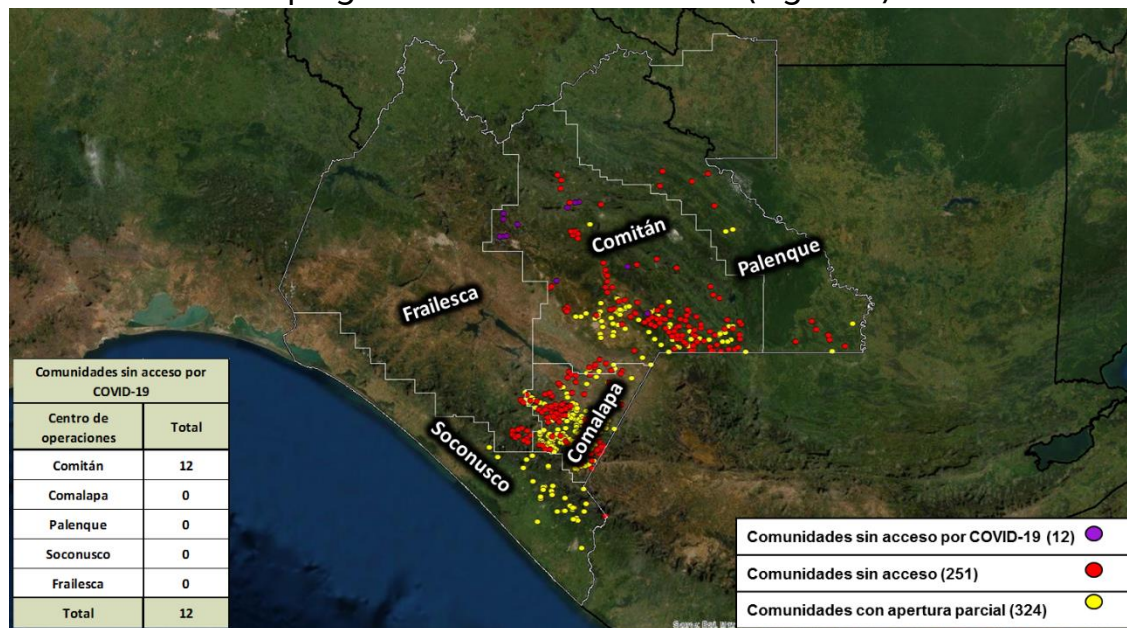 Comitán
Palenque
Frailesca
Comalapa
Soconusco
Comunidades sin acceso por
COVID-19
Centro de
operaciones
Total
Comitán 12
Comalapa 0
Palenque 0
Soconusco 0
Frailesca 0
Total 12
Comunidades sin acceso por COVID-19 (12)
Comunidades sin acceso (251)
Comunidades con apertura parcial (324)